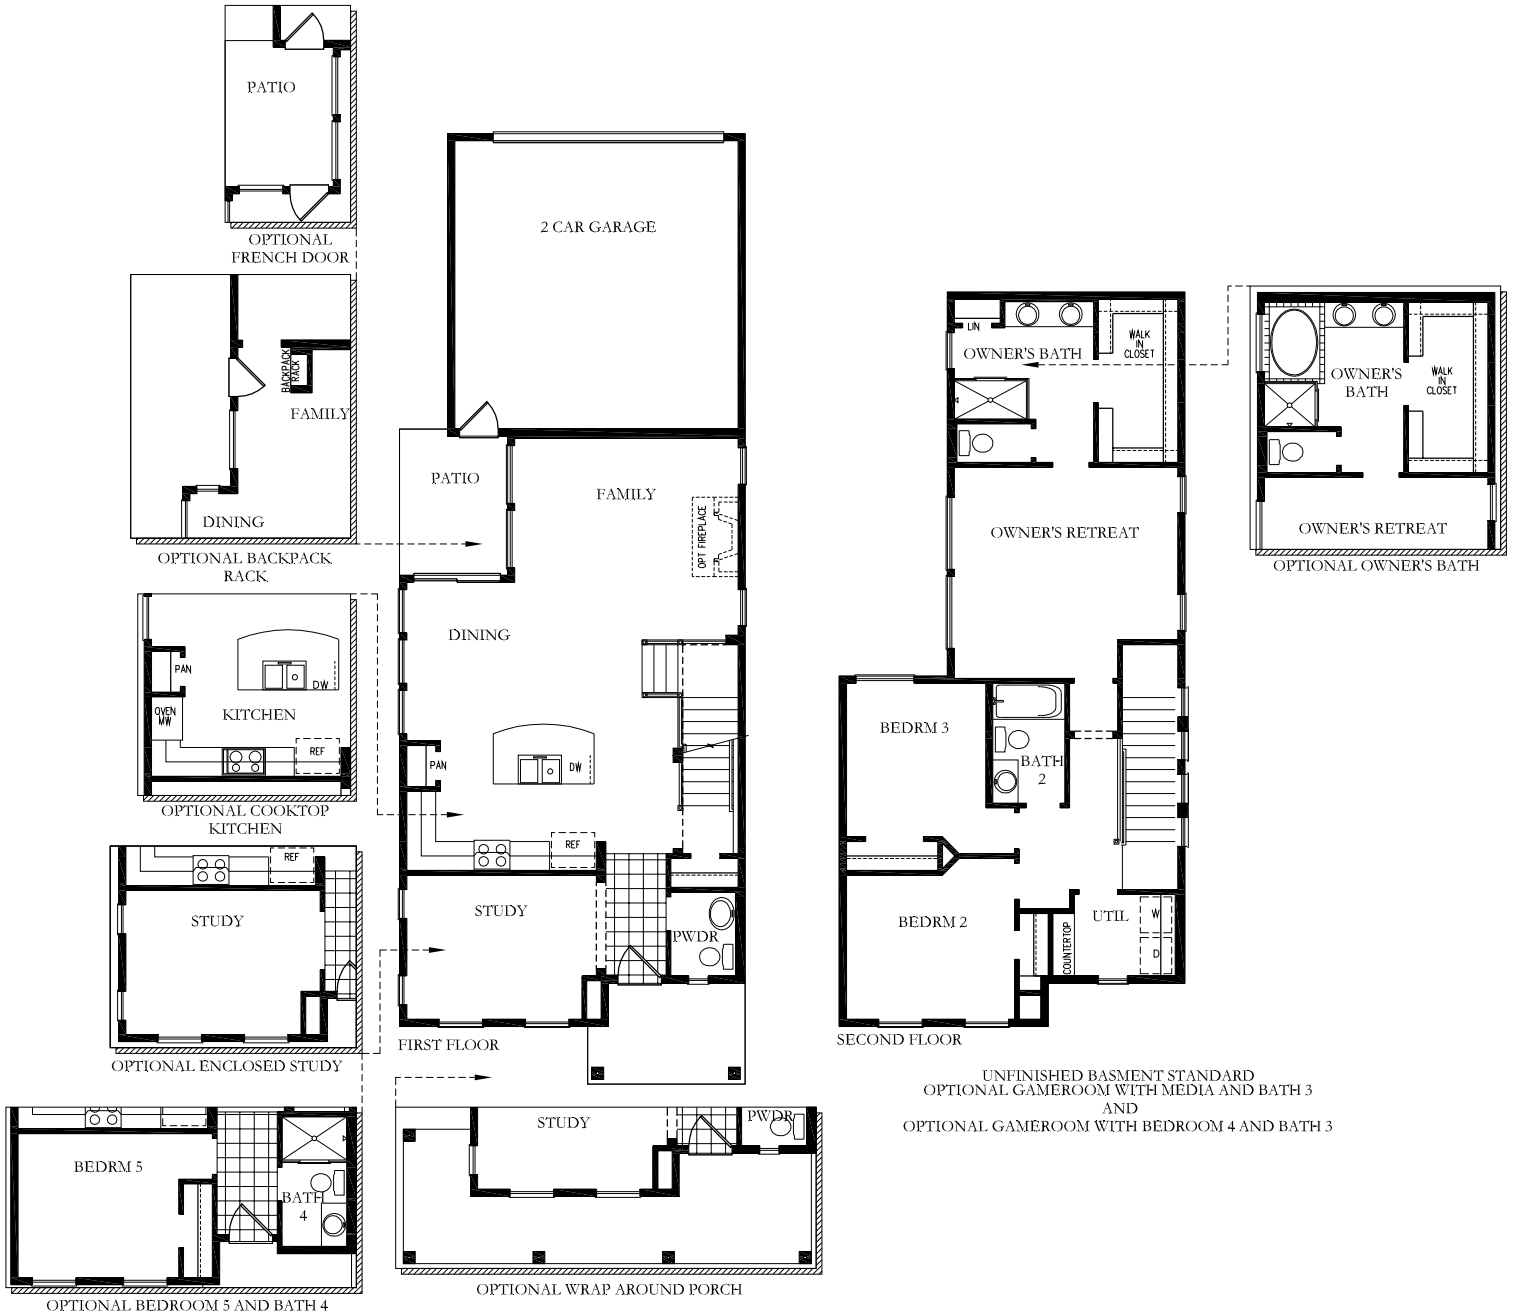 PATIO
OPTIONAL
FRENCH DOOR
BACKPACK
RACK
FAMILY
DINING
OPTIONAL BACKPACK
RACK
PAN
OVEN
MW
DW
KITCHEN
REF
OPTIONAL COOKTOP
KITCHEN
REF
STUDY
OPTIONAL ENCLOSED STUDY
BEDRM 5
BATH
4
OPTIONAL BEDROOM 5 AND BATH 4
2 CAR GARAGE
PATIO
FAMILY
OPT FIREPLACE
DINING
PAN
DW
REF
STUDY
PWDR
FIRST FLOOR
STUDY
PWDR
OPTIONAL WRAP AROUND PORCH
LIN
OWNER'S BATH
WALK
IN
CLOSET
OWNER'S RETREAT
BEDRM 3
BATH
2
BEDRM 2
UTIL
W
D
COUNTERTOP
SECOND FLOOR
OWNER'S
BATH
WALK
IN
CLOSET
OWNER'S RETREAT
OPTIONAL OWNER'S BATH
UNFINISHED BASMENT STANDARD
OPTIONAL GAMEROOM WITH MEDIA AND BATH 3
AND
OPTIONAL GAMEROOM WITH BEDROOM 4 AND BATH 3